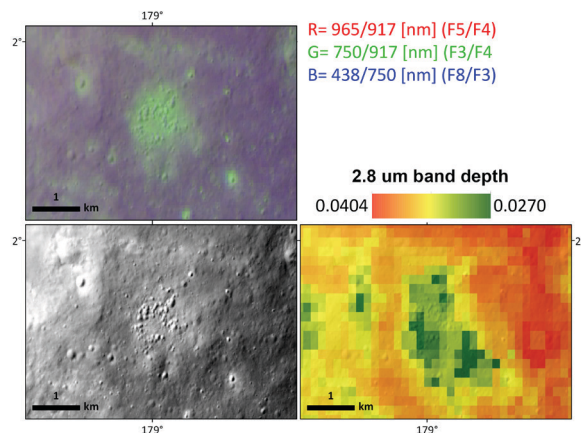 179°
2°
R= 965/917 [nm] (F5/F4)
G= 750/917 [nm] (F3/F4
B= 438/750 [nm] (F8/F3)
1
km
2.8 um band depth
0.0404
0.0270
2°
2°
1
km
1
km
179°
179°